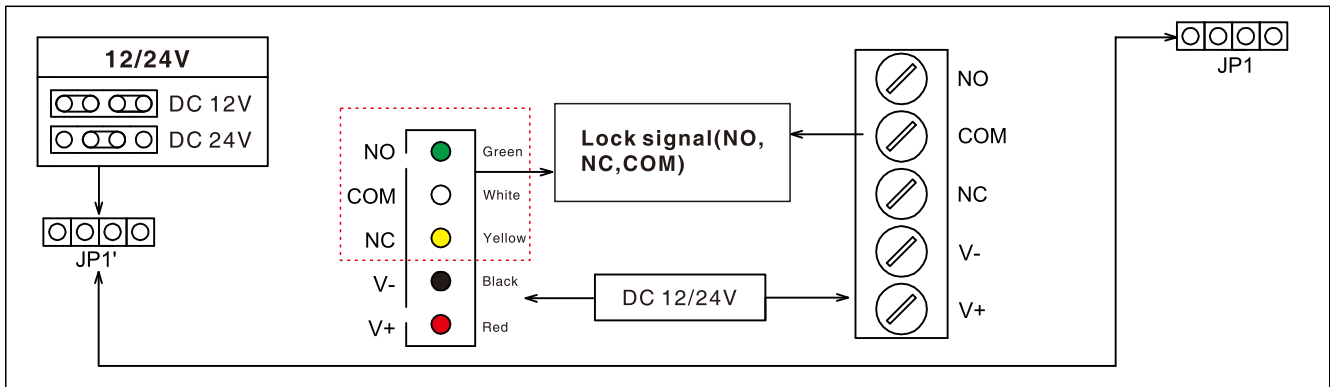 12/24V
DC 12V
DC 24V
JP1'
NO Green
COM White
NC Yellow
V- Black
V+ Red
Lock signal(NO,
NC,COM)
DC 12/24V
NO
COM
NC
V-
V+
JP1